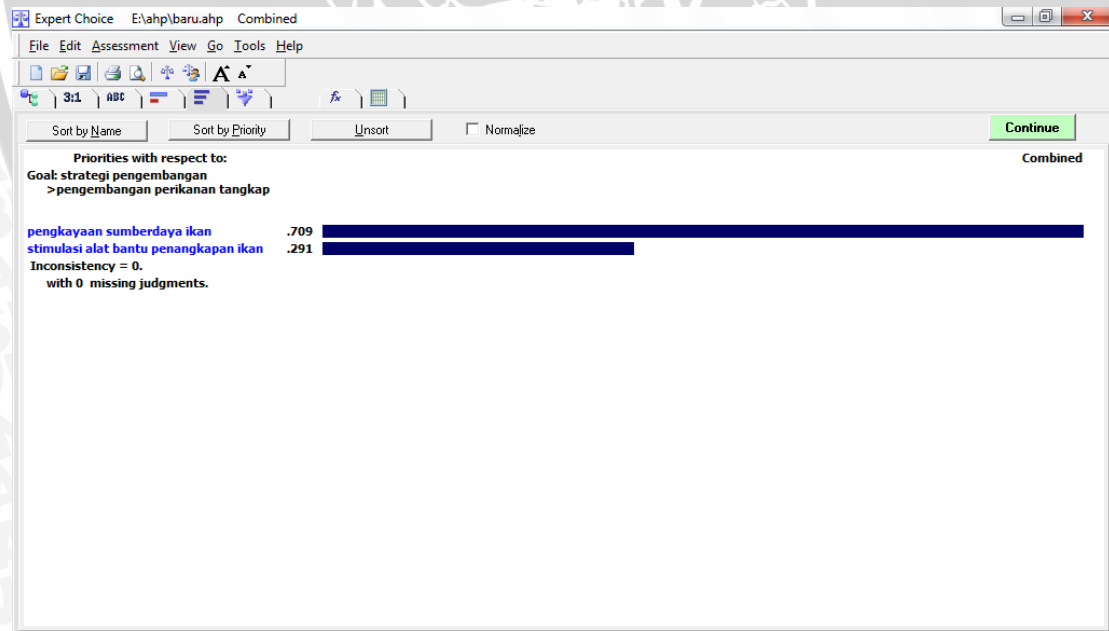 Expert Choice E:\ahp\baru.ahp Combined
File Edit Assessment View Go Tools Help
3:1 ABC fx
Sort by Name Sort by Priority Unsort Normalize Continue
Priorities with respect to: Combined
Goal: strategi pengembangan
>pengembangan perikanan tangkap
pengkayaan sumberdaya ikan .709
stimulasi alat bantu penangkapan ikan .291
Inconsistency = 0.
with 0 missing judgments.